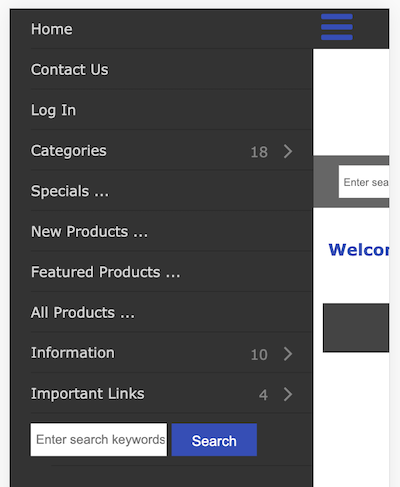 Home
Contact Us
Log In
Categories 18
Specials ...
New Products ...
Featured Products ...
All Products ...
Information 10
Important Links 4
Enter search keywords Search
Enter sea
Welcor